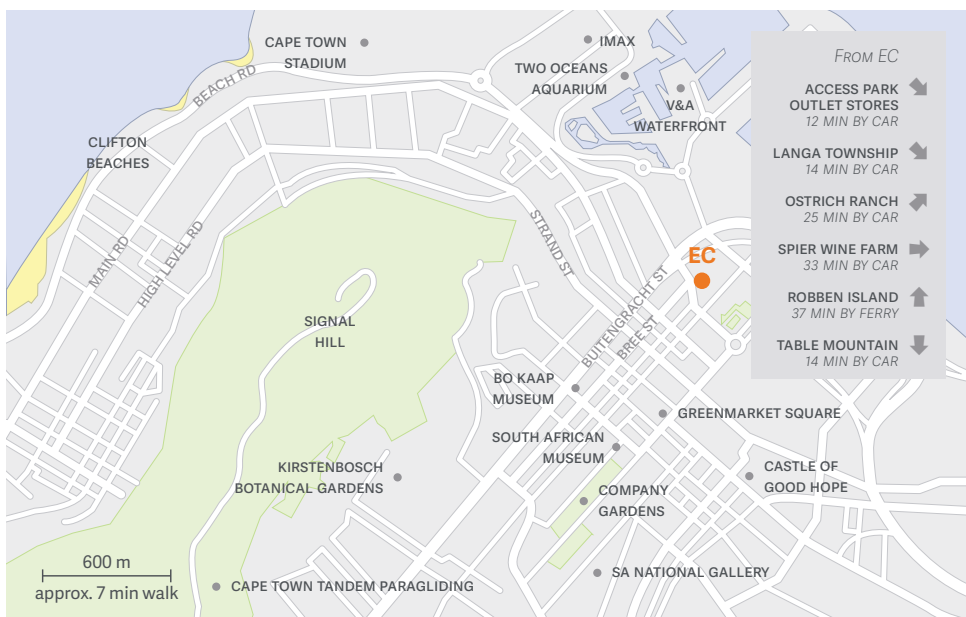 CAPE TOWN
STADIUM
IMAX
TWO OCEANS
AQUARIUM
V&A
WATERFRONT
BEACH RD
CLIFTON
BEACHES
MAIN RD
HIGH LEVEL RD
STRAND ST
BUITENGRACHT ST
BREE ST
EC
SIGNAL
HILL
BO KAAP
MUSEUM
GREENMARKET SQUARE
SOUTH AFRICAN
MUSEUM
KIRSTENBOSCH
BOTANICAL GARDENS
COMPANY
GARDENS
CASTLE OF
GOOD HOPE
SA NATIONAL GALLERY
CAPE TOWN TANDEM PARAGLIDING
600 m
approx. 7 min walk
FROM EC
ACCESS PARK
OUTLET STORES
12 MIN BY CAR
LANGA TOWNSHIP
14 MIN BY CAR
OSTRICH RANCH
25 MIN BY CAR
SPIER WINE FARM
33 MIN BY CAR
ROBBEN ISLAND
37 MIN BY FERRY
TABLE MOUNTAIN
14 MIN BY CAR